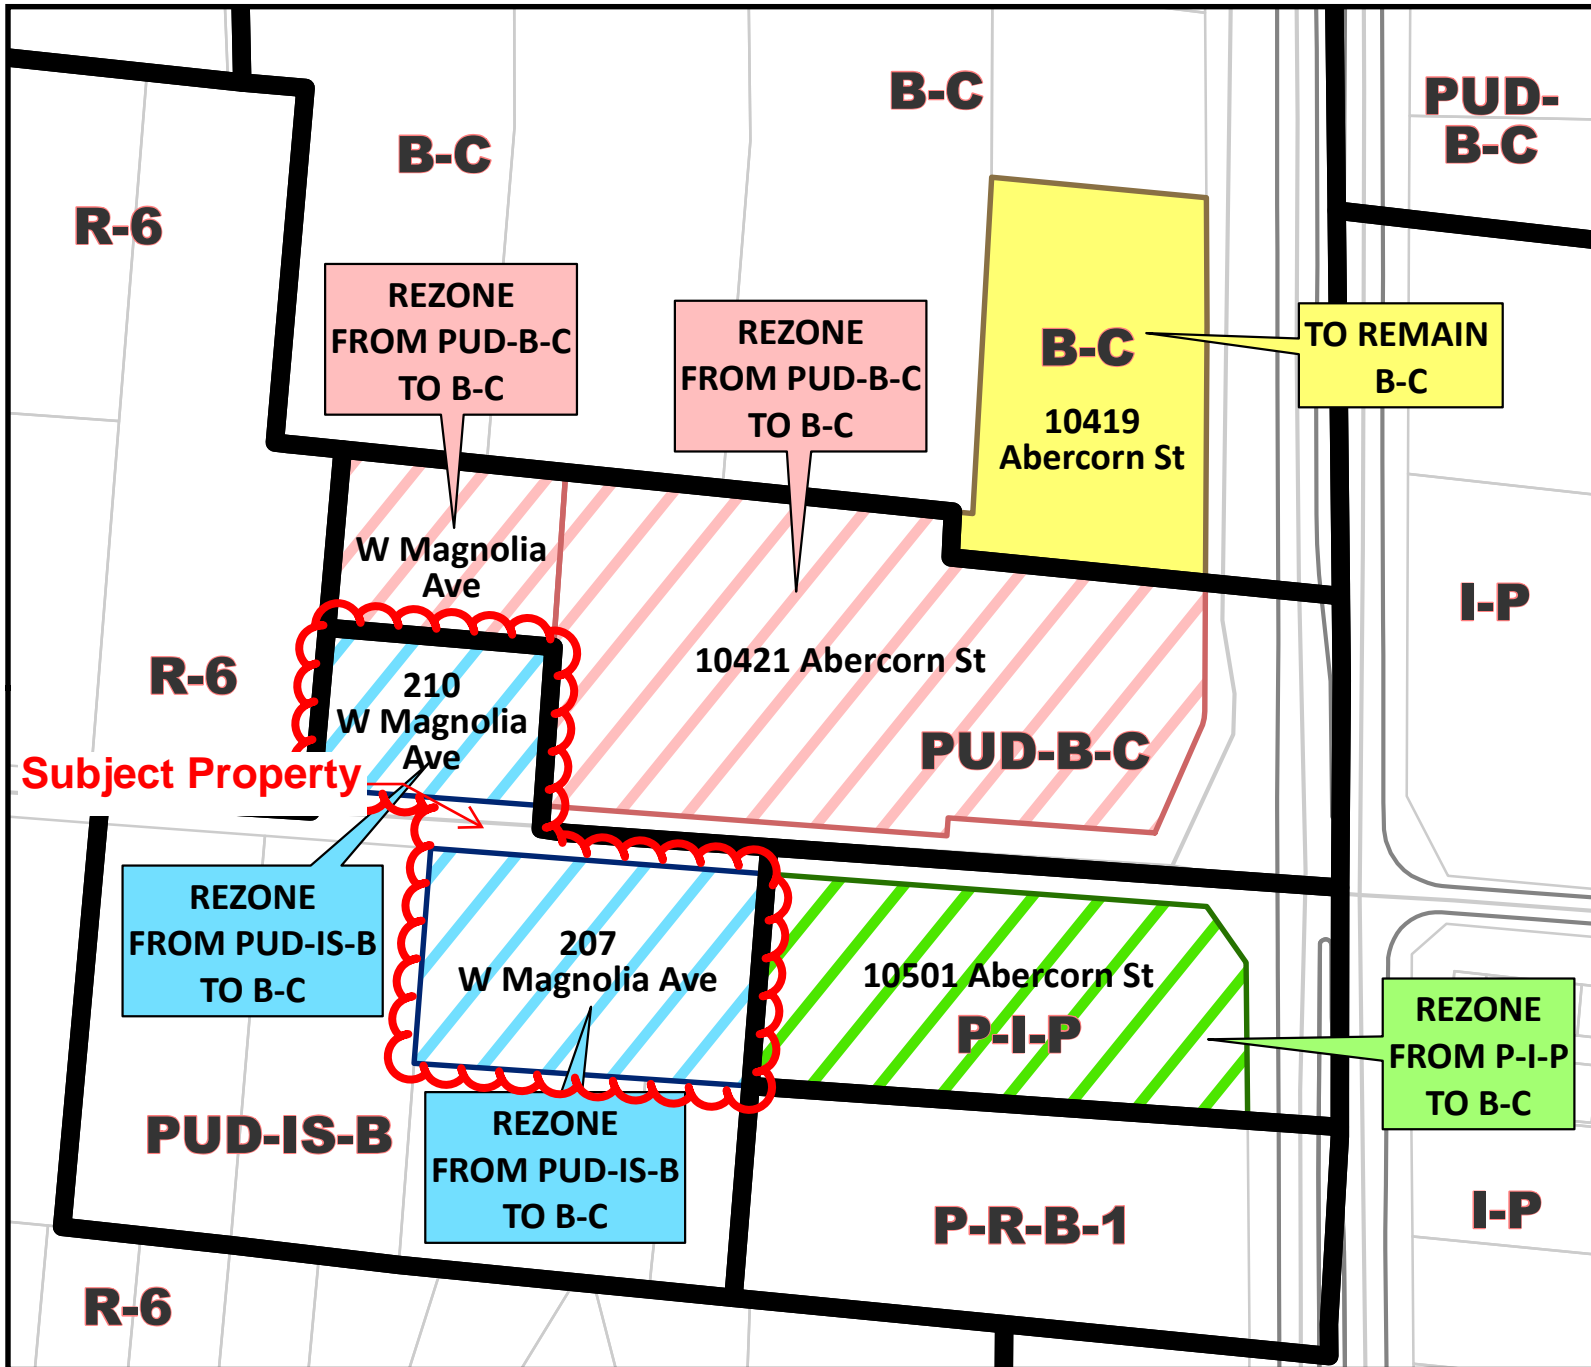 B-C
PUD-
B-C
B-C
R-6
REZONE
FROM PUD-B-C
TO B-C
REZONE
FROM PUD-B-C
TO B-C
B-C
TO REMAIN
B-C
10419
Abercorn St
W Magnolia
Ave
I-P
10421 Abercorn St
R-6
210
W Magnolia
Ave
PUD-B-C
Subject Property
REZONE
FROM PUD-IS-B
TO B-C
207
W Magnolia Ave
10501 Abercorn St
P-I-P
REZONE
FROM P-I-P
TO B-C
PUD-IS-B
REZONE
FROM PUD-IS-B
TO B-C
P-R-B-1
I-P
R-6